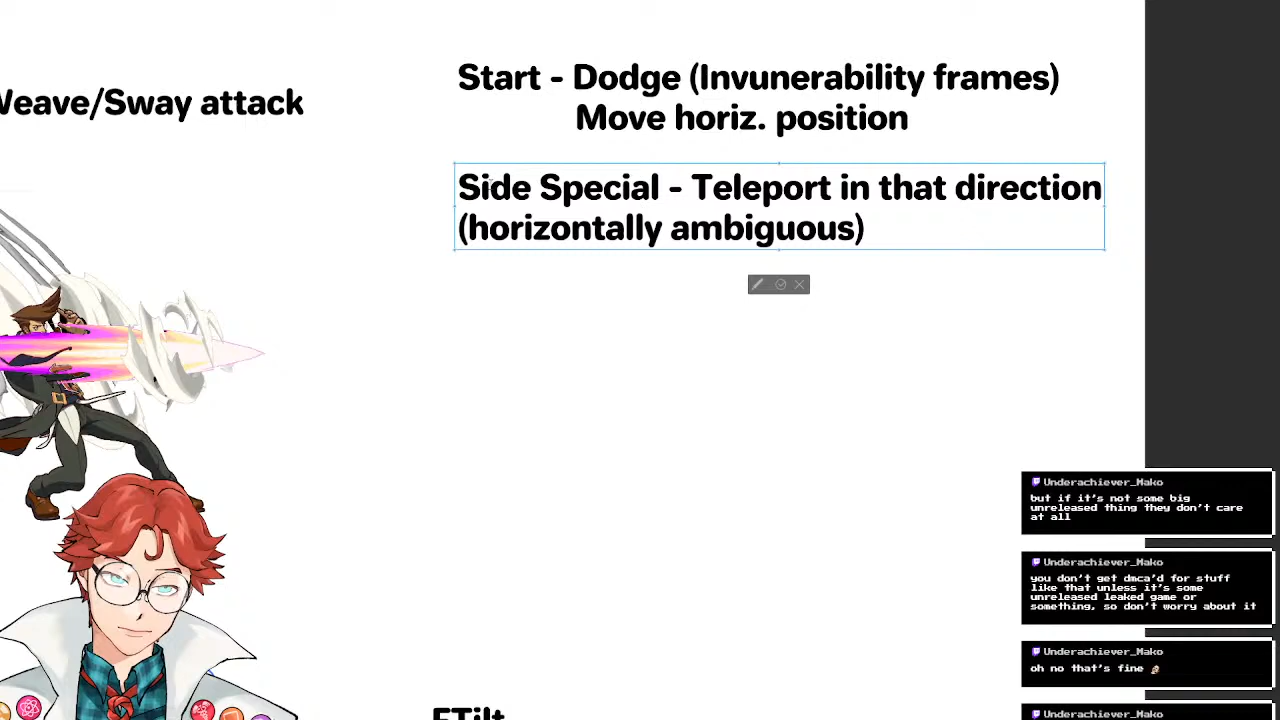 Weave/Sway attack
Start - Dodge (Invunerability frames)
Move horiz. position
Side Special - Teleport in that direction
(horizontally ambiguous)
Underachiever_Mako
but if it's not some big
unreleased thing they don't care
at all
Underachiever_Mako
you don't get dmca'd for stuff
like that unless it's some
unreleased leaked game or
something, so don't worry about it
Underachiever_Mako
oh no that's fine
Underachiever_Mako
FTilt